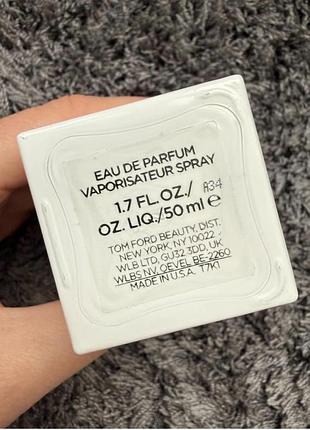 EAU DE PARFUM
VAPORISATEUR SPRAY
1.7 FL. OZ./
OZ. LIQ./50 ml ℮
A34
TOM FORD BEAUTY, DIST.
NEW YORK, NY 10022
WLB LTD, GU32 3DD, UK
WLBS NV, OEVEL BE-2260
MADE IN U.S.A. T7K1